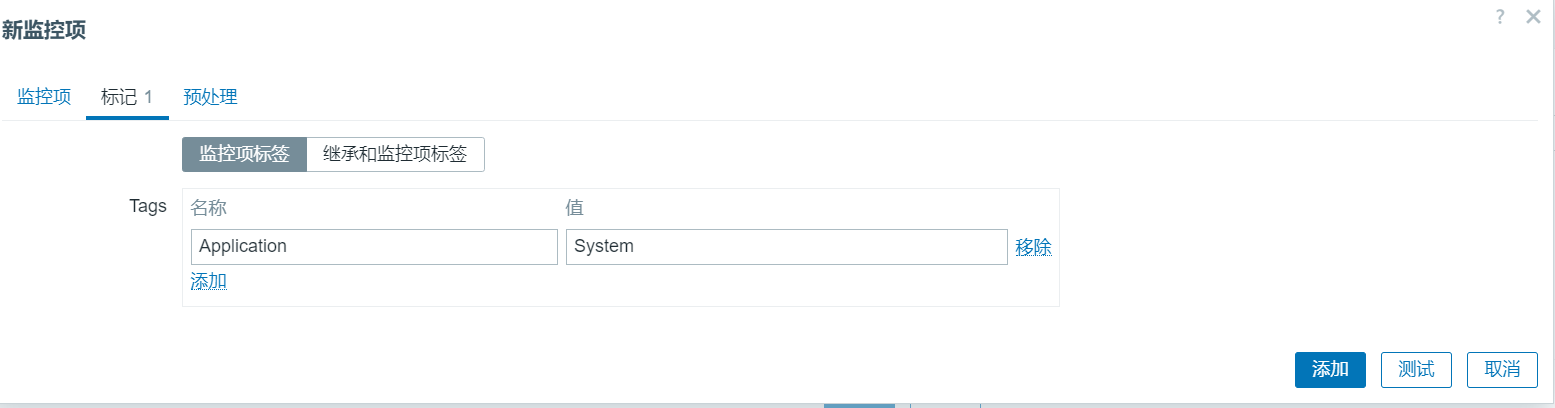 新监控项
?
监控项 标记 1 预处理
监控项标签 继承和监控项标签
Tags 名称 值
Application System 移除
添加
添加 测试 取消